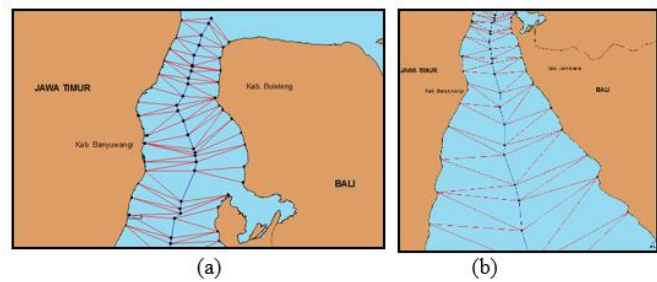 JAWA TIMUR
Kab. Buleleng
Kab. Banyuwangi
BALI
JAWA TIMUR
Kab. Jembrana
Kab. Banyuwangi
BALI
(a)
(b)